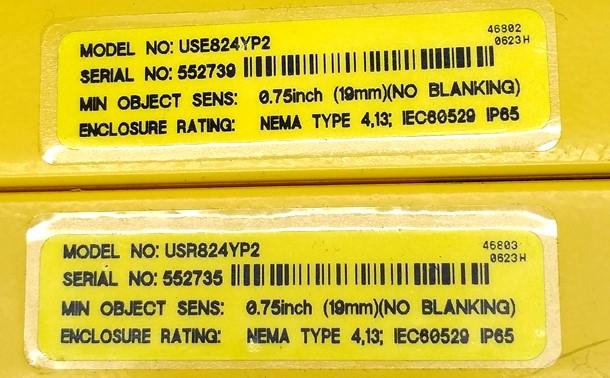 MODEL NO: USE824YP2
46802
0623H
SERIAL NO: 552739
MIN OBJECT SENS: 0.75inch (19mm)(NO BLANKING)
ENCLOSURE RATING: NEMA TYPE 4,13; IEC60529 IP65
MODEL NO: USR824YP2
46803
0623H
SERIAL NO: 552735
MIN OBJECT SENS: 0.75inch (19mm)(NO BLANKING)
ENCLOSURE RATING: NEMA TYPE 4,13; IEC60529 IP65